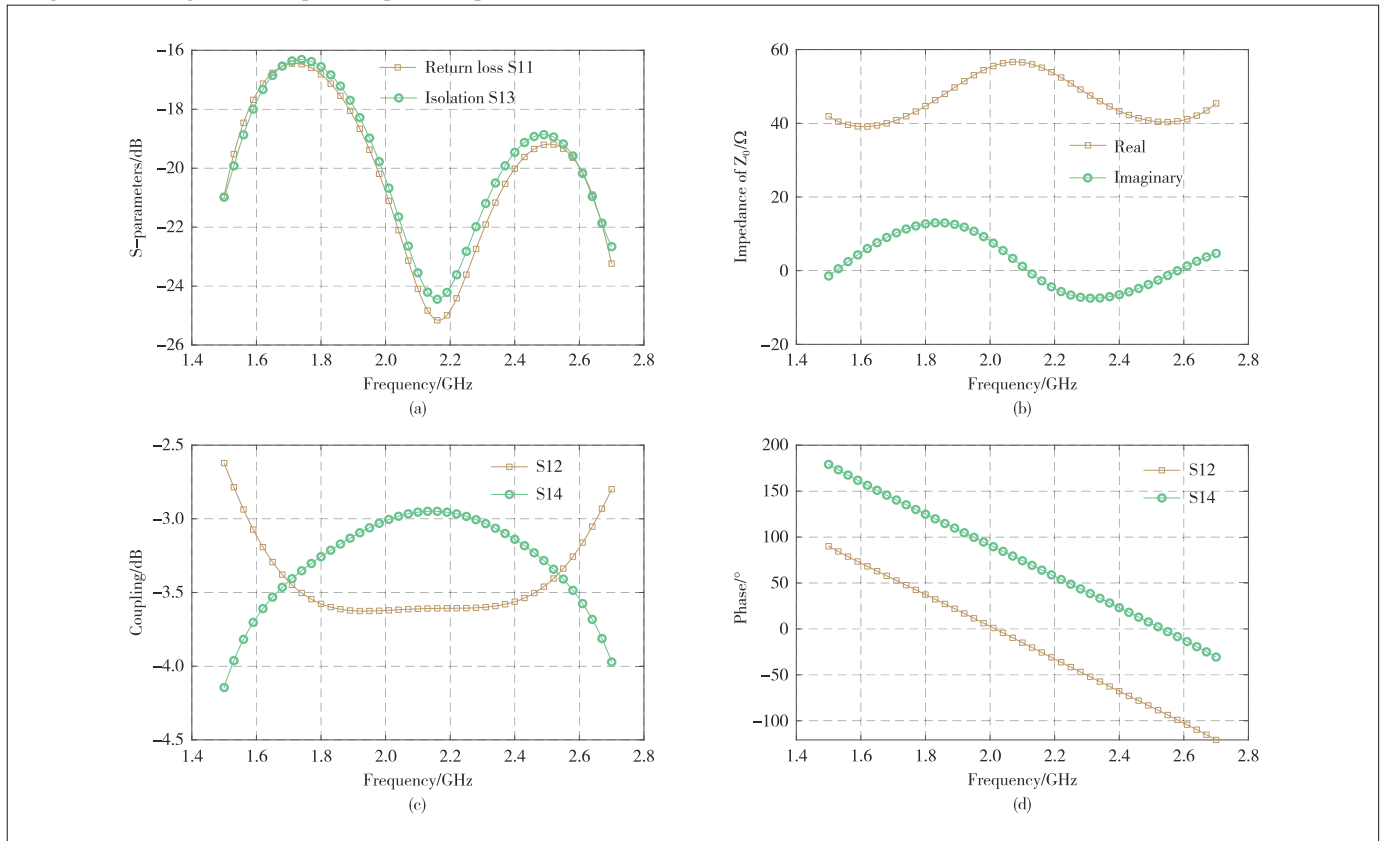 -16
-18
-20
-22
-24
-26
S-parameters/dB
Return loss S11
Isolation S13
1.4 1.6 1.8 2.0 2.2 2.4 2.6 2.8
Frequency/GHz
(a)
60
40
20
0
-20
Impedance of Z₀/Ω
Real
Imaginary
1.4 1.6 1.8 2.0 2.2 2.4 2.6 2.8
Frequency/GHz
(b)
-2.5
-3.0
-3.5
-4.0
-4.5
Coupling/dB
S12
S14
1.4 1.6 1.8 2.0 2.2 2.4 2.6 2.8
Frequency/GHz
(c)
200
150
100
50
0
-50
-100
Phase/°
S12
S14
1.4 1.6 1.8 2.0 2.2 2.4 2.6 2.8
Frequency/GHz
(d)